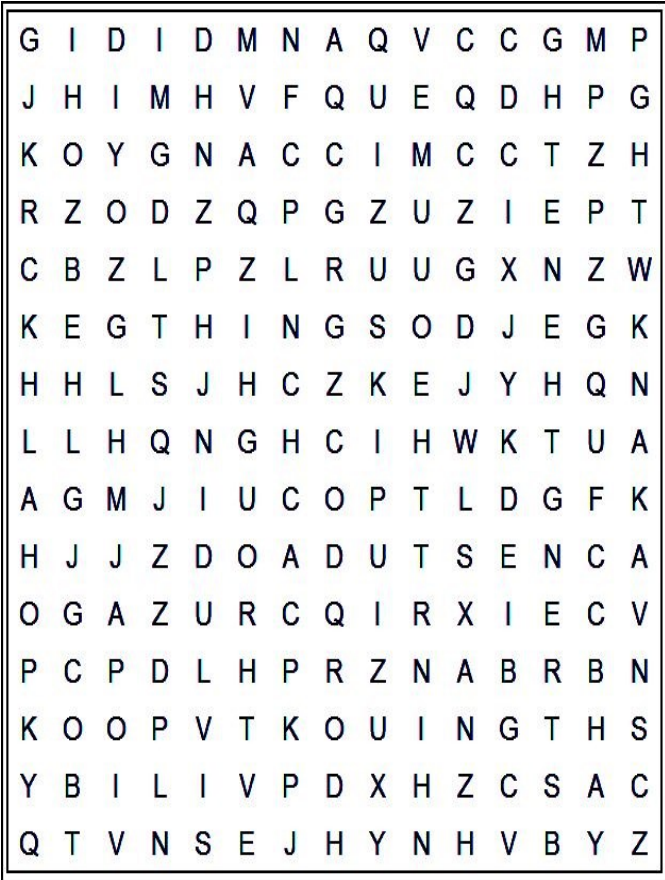 G I D I D M N A Q V C C G M P
J H I M H V F Q U E Q D H P G
K O Y G N A C C I M C C T Z H
R Z O D Z Q P G Z U Z I E P T
C B Z L P Z L R U U G X N Z W
K E G T H I N G S O D J E G K
H H L S J H C Z K E J Y H Q N
L L H Q N G H C I H W K T U A
A G M J I U C O P T L D G F K
H J J Z D O A D U T S E N C A
O G A Z U R C Q I R X I E C V
P C P D L H P R Z N A B R B N
K O O P V T K O U I N G T H S
Y B I L I V P D X H Z C S A C
Q T V N S E J H Y N H V B Y Z